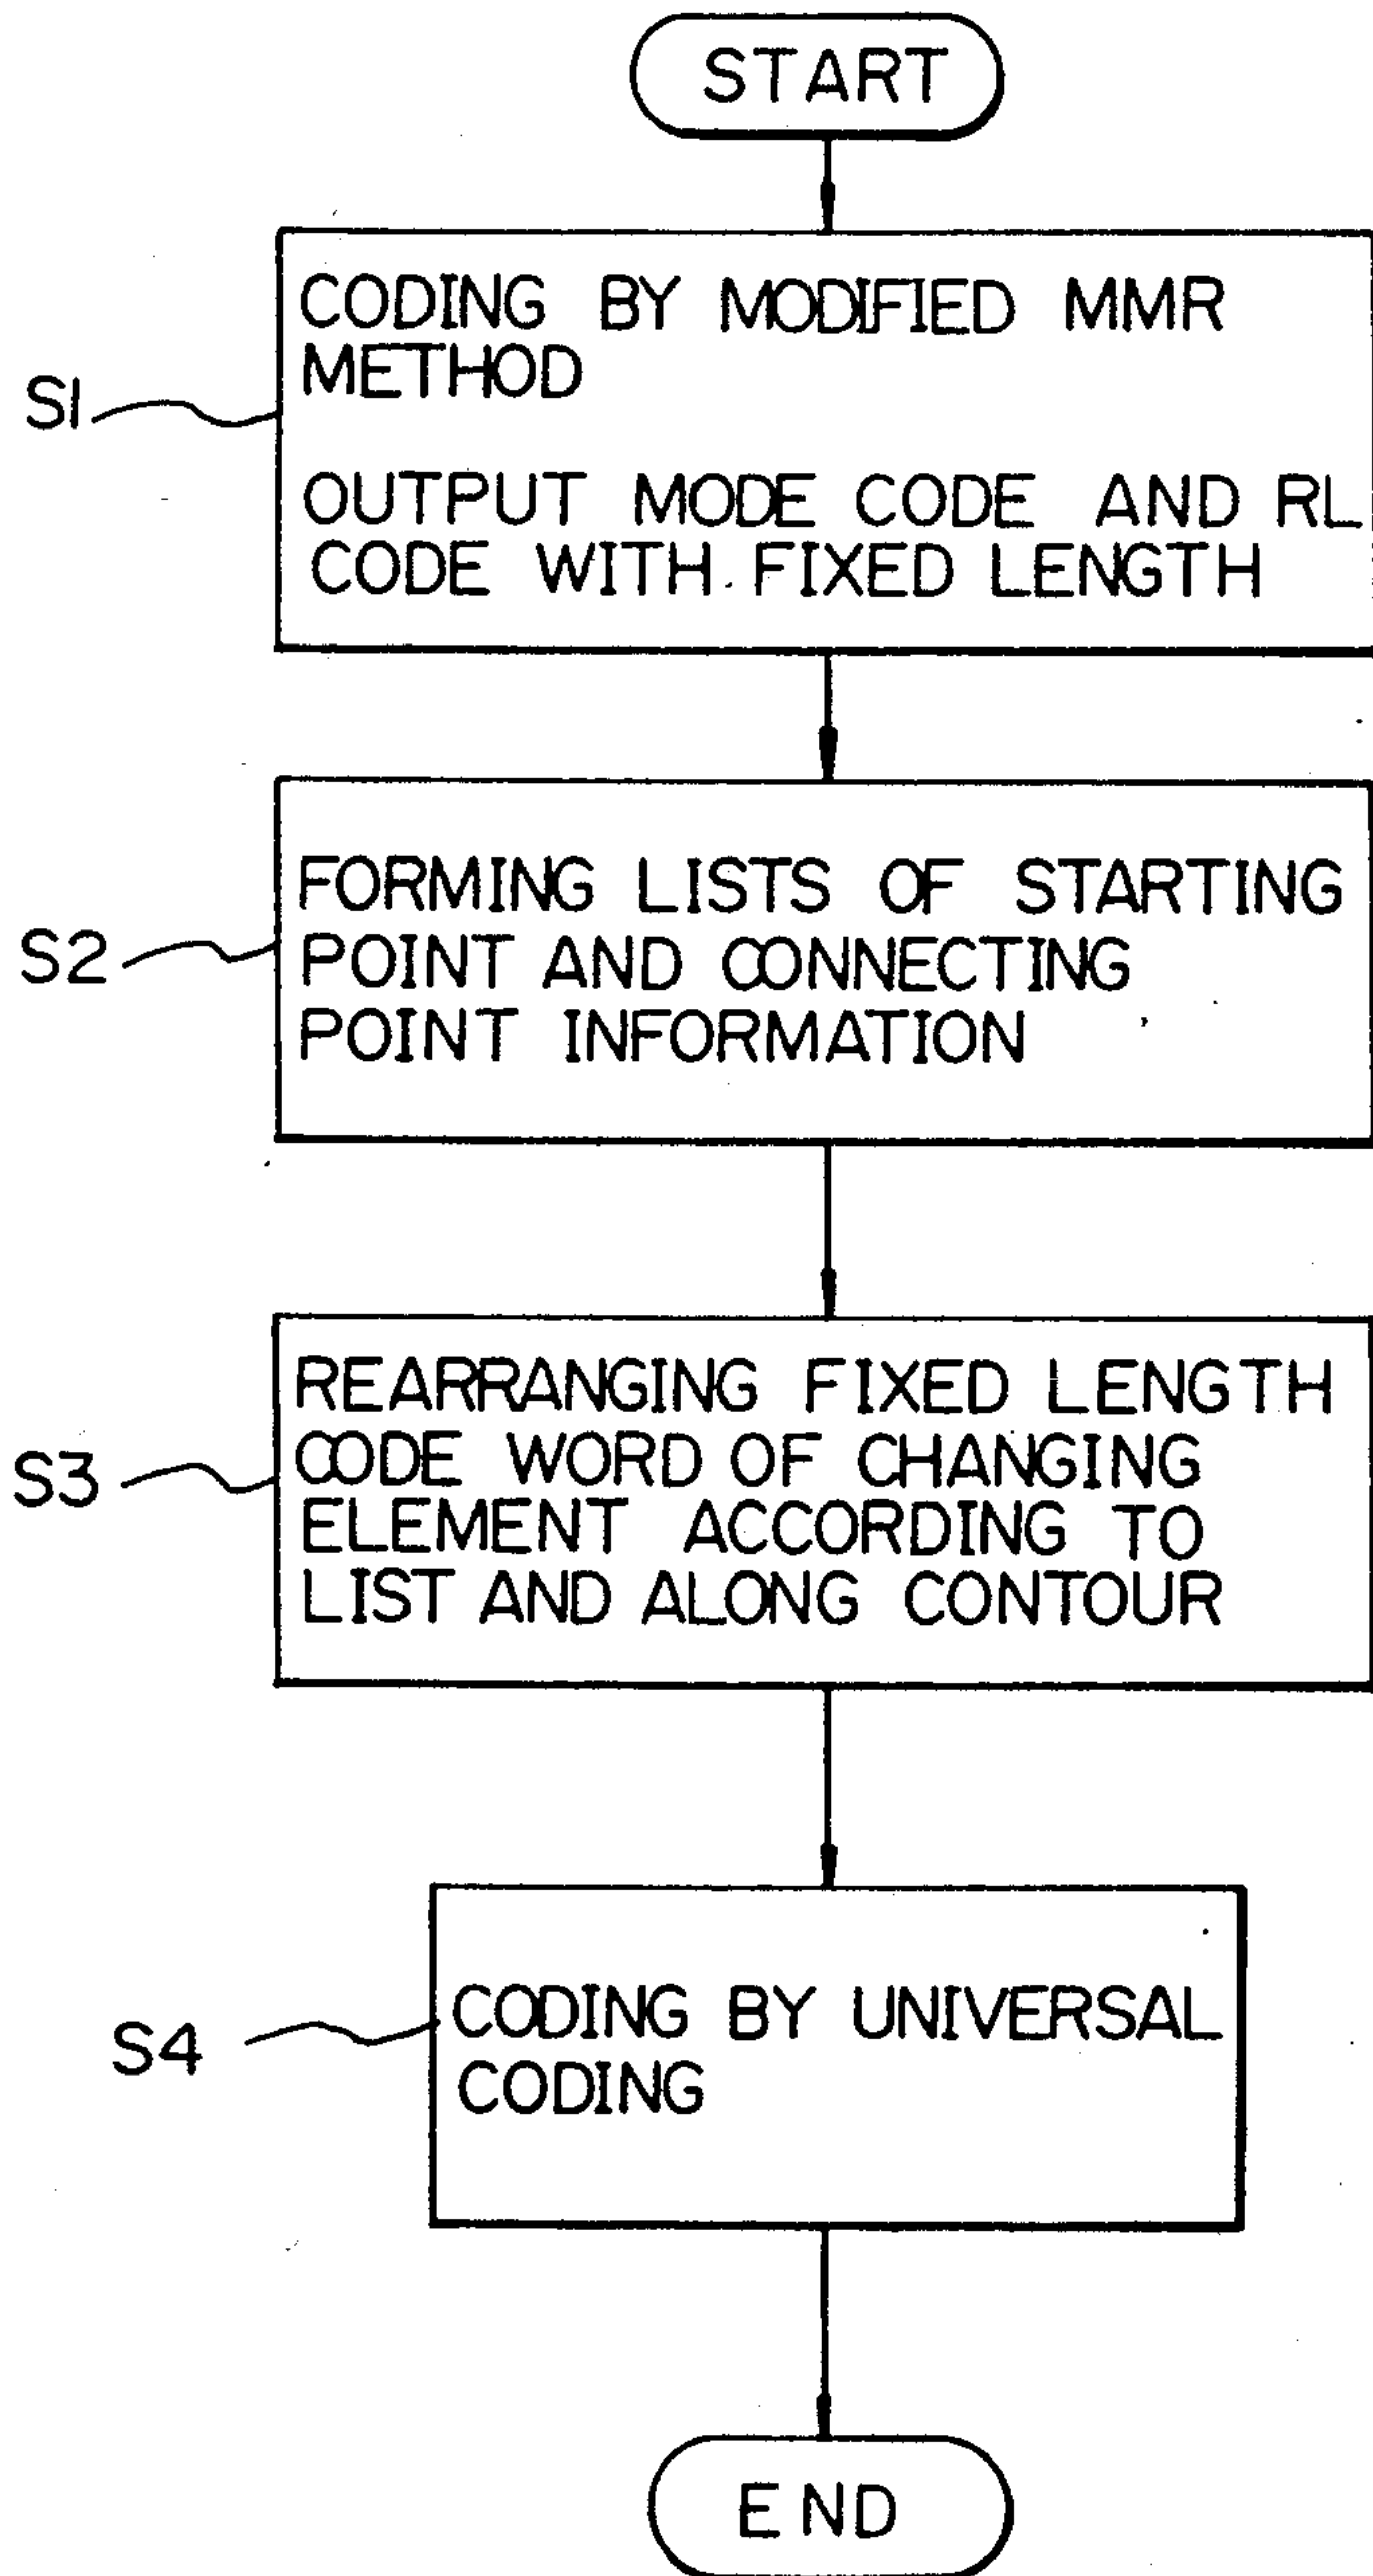 START
CODING BY MODIFIED MMR
METHOD
S1
OUTPUT MODE CODE AND RL
CODE WITH FIXED LENGTH
FORMING LISTS OF STARTING
S2
POINT AND CONNECTING
POINT INFORMATION
REARRANGING FIXED LENGTH
S3
CODE WORD OF CHANGING
ELEMENT ACCORDING TO
LIST AND ALONG CONTOUR
CODING BY UNIVERSAL
S4
CODING
END